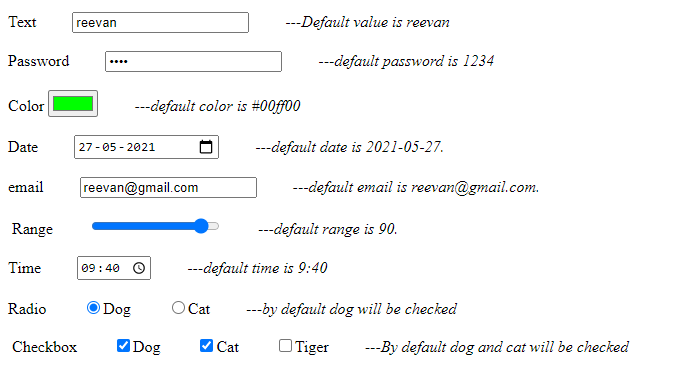 Text reevan ---Default value is reevan
Password •••• ---default password is 1234
Color ---default color is #00ff00
Date 27-05-2021 ---default date is 2021-05-27.
email reevan@gmail.com ---default email is reevan@gmail.com.
Range ---default range is 90.
Time 09:40 ---default time is 9:40
Radio Dog Cat ---by default dog will be checked
Checkbox Dog Cat Tiger ---By default dog and cat will be checked